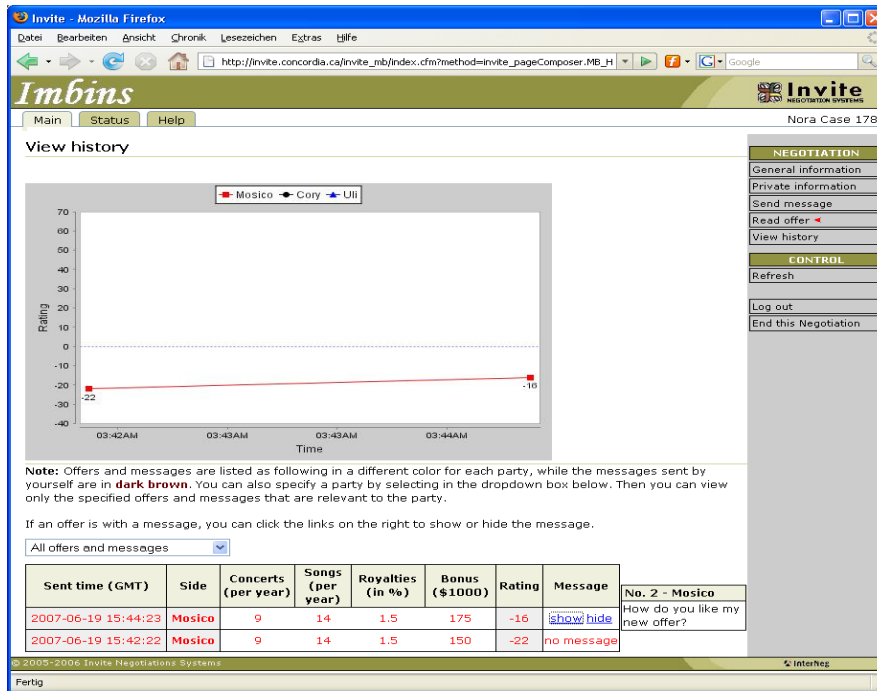 Invite - Mozilla Firefox
Datei Bearbeiten Ansicht Chronik Lesezeichen Extras Hilfe
http://invite.concordia.ca/invite_mb/index.cfm?method=invite_pageComposer.MB_H
G Google
Imbins
Invite
NEGOTIATION SYSTEMS
Main Status Help
Nora Case 178
View history
NEGOTIATION
General information
Private information
Send message
Read offer
View history
CONTROL
Refresh
Log out
End this Negotiation
Mosico Cory Uli
70
60
50
40
30
20
10
0
-10
-20
-30
-40
Rating
-22
-16
03:42AM 03:43AM 03:43AM 03:44AM
Time
Note: Offers and messages are listed as following in a different color for each party, while the messages sent by
yourself are in dark brown. You can also specify a party by selecting in the dropdown box below. Then you can view
only the specified offers and messages that are relevant to the party.
If an offer is with a message, you can click the links on the right to show or hide the message.
All offers and messages
Sent time (GMT) Side Concerts (per year) Songs (per year) Royalties (in %) Bonus ($1000) Rating Message
2007-06-19 15:44:23 Mosico 9 14 1.5 175 -16 show hide
2007-06-19 15:42:22 Mosico 9 14 1.5 150 -22 no message
No. 2 - Mosico
How do you like my
new offer?
© 2005-2006 Invite Negotiations Systems
InterNeg
Fertig